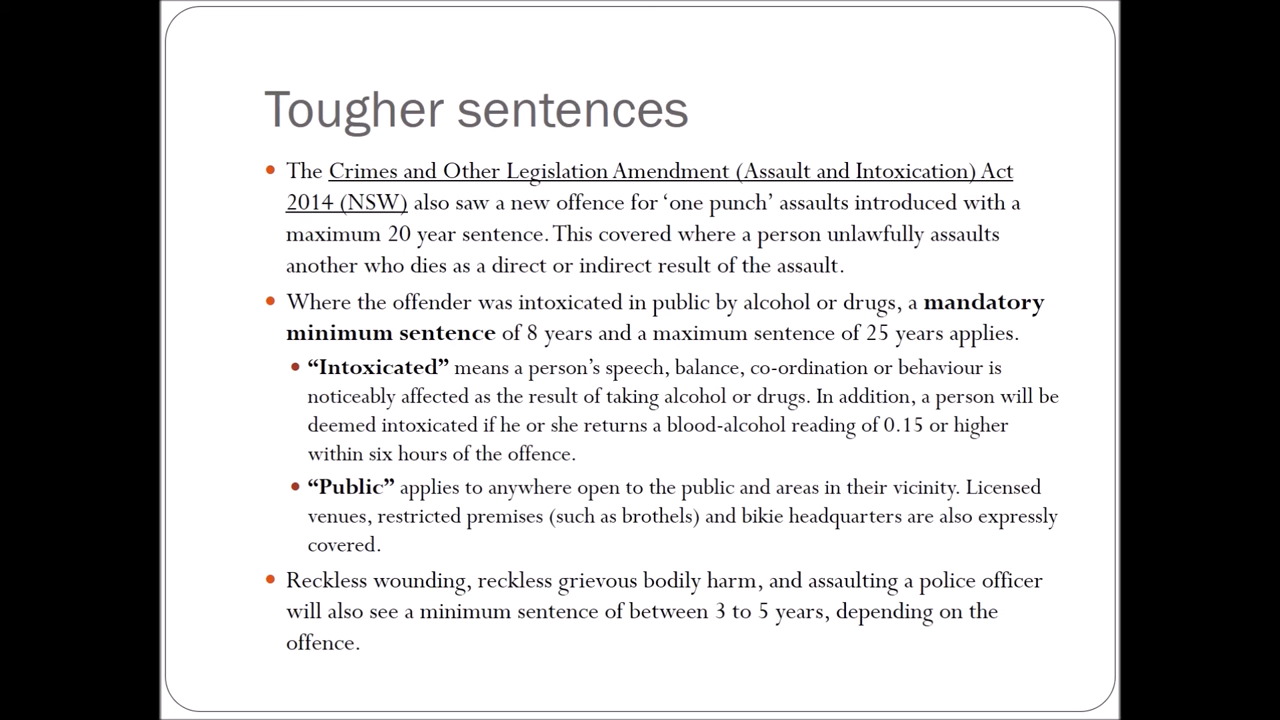 Tougher sentences
• The Crimes and Other Legislation Amendment (Assault and Intoxication) Act
2014 (NSW) also saw a new offence for ‘one punch’ assaults introduced with a
maximum 20 year sentence. This covered where a person unlawfully assaults
another who dies as a direct or indirect result of the assault.
• Where the offender was intoxicated in public by alcohol or drugs, a mandatory
minimum sentence of 8 years and a maximum sentence of 25 years applies.
• “Intoxicated” means a person’s speech, balance, co-ordination or behaviour is
noticeably affected as the result of taking alcohol or drugs. In addition, a person will be
deemed intoxicated if he or she returns a blood-alcohol reading of 0.15 or higher
within six hours of the offence.
• “Public” applies to anywhere open to the public and areas in their vicinity. Licensed
venues, restricted premises (such as brothels) and bikie headquarters are also expressly
covered.
• Reckless wounding, reckless grievous bodily harm, and assaulting a police officer
will also see a minimum sentence of between 3 to 5 years, depending on the
offence.